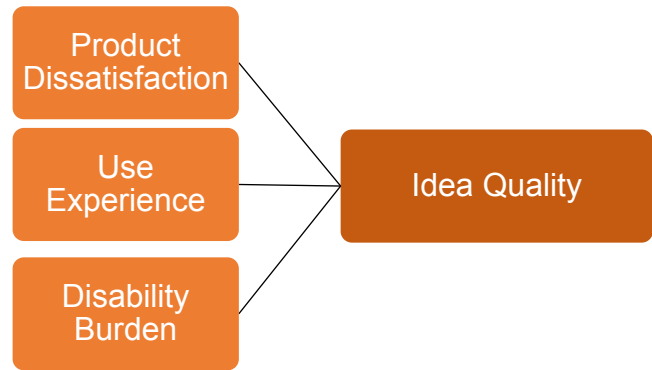 Product
Dissatisfaction
Use
Experience
Idea Quality
Disability
Burden